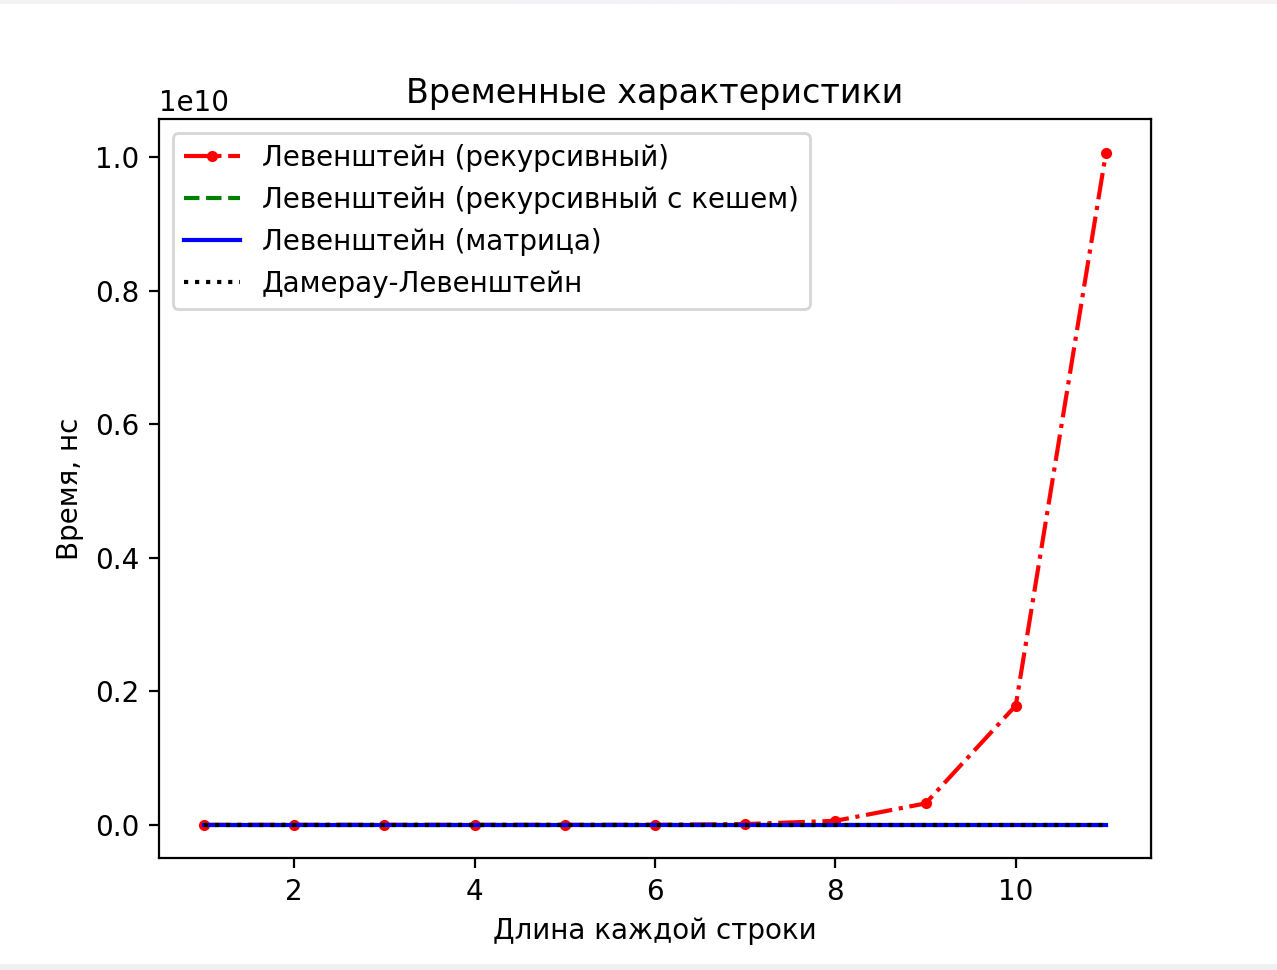 Временные характеристики
1e10
Левенштейн (рекурсивный)
Левенштейн (рекурсивный с кешем)
Левенштейн (матрица)
Дамерау-Левенштейн
1.0
0.8
0.6
0.4
0.2
0.0
Время, нс
2 4 6 8 10
Длина каждой строки